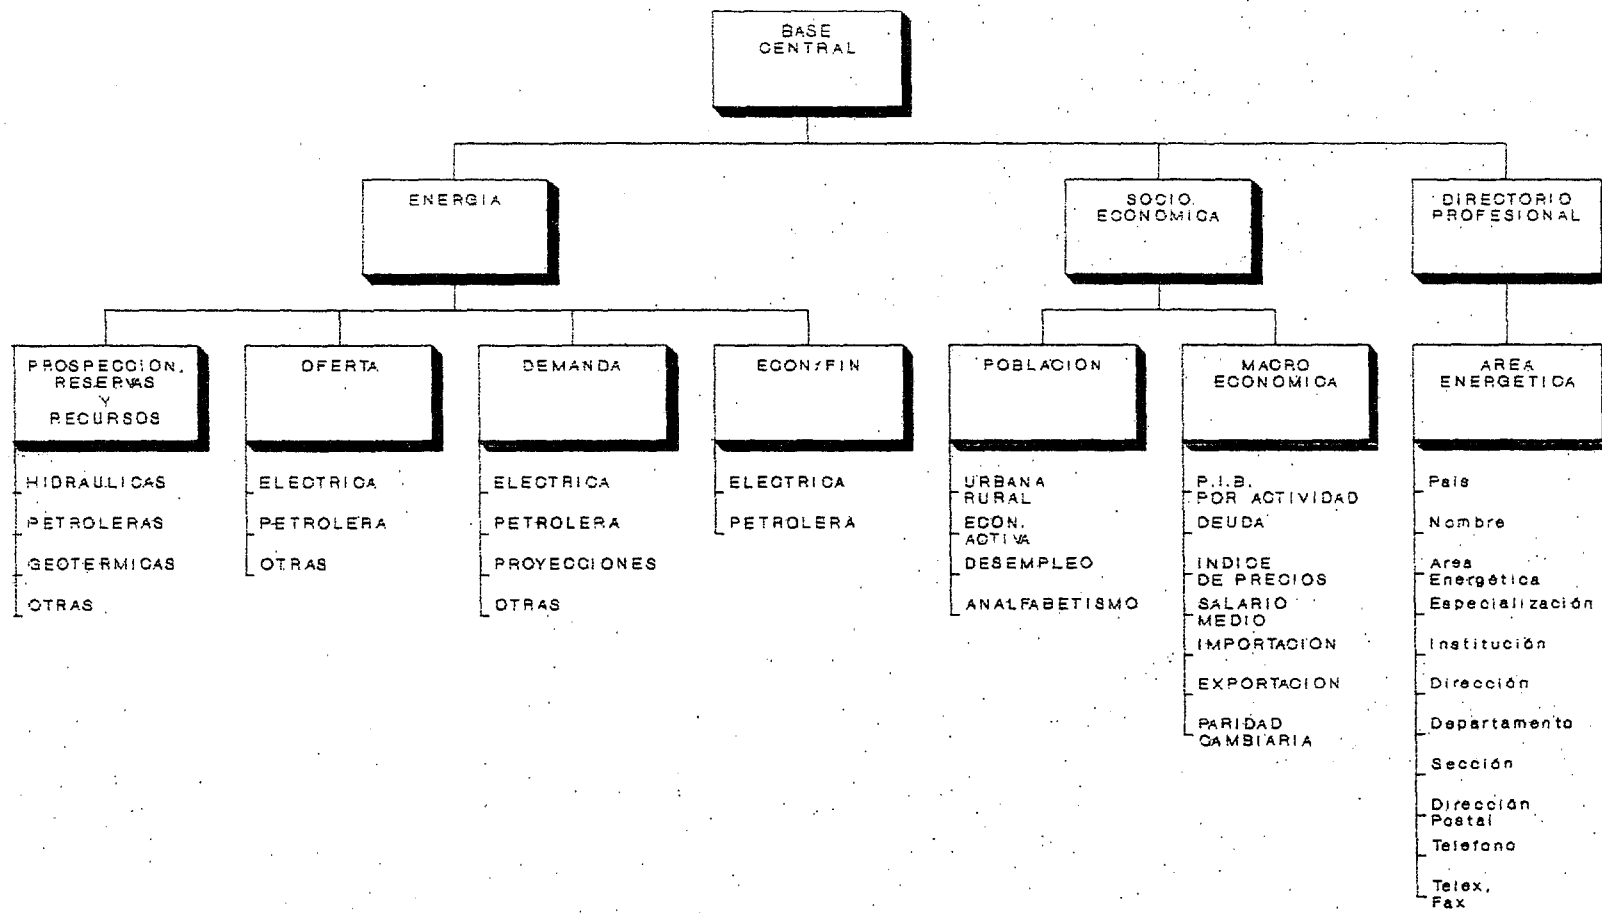 BASE
CENTRAL
ENERGIA
SOCIO.
ECONOMICA
DIRECTORIO
PROFESIONAL
PROSPECCION,
RESERVAS
Y
RECURSOS
OFERTA
DEMANDA
ECON/FIN
POBLACION
MACRO
ECONOMICA
AREA
ENERGETICA
HIDRAULICAS
PETROLERAS
GEOTERMICAS
OTRAS
ELECTRICA
PETROLERA
OTRAS
ELECTRICA
PETROLERA
PROYECCIONES
OTRAS
ELECTRICA
PETROLERA
URBANA
RURAL
ECON.
ACTIVA
DESEMPLEO
ANALFABETISMO
P.I.B.
POR ACTIVIDAD
DEUDA
INDICE
DE PRECIOS
SALARIO
MEDIO
IMPORTACION
EXPORTACION
PARIDAD
CAMBIARIA
País
Nombre
Area
Energética
Especialización
Institución
Dirección
Departamento
Sección
Dirección
Postal
Telefono
Telex,
Fax